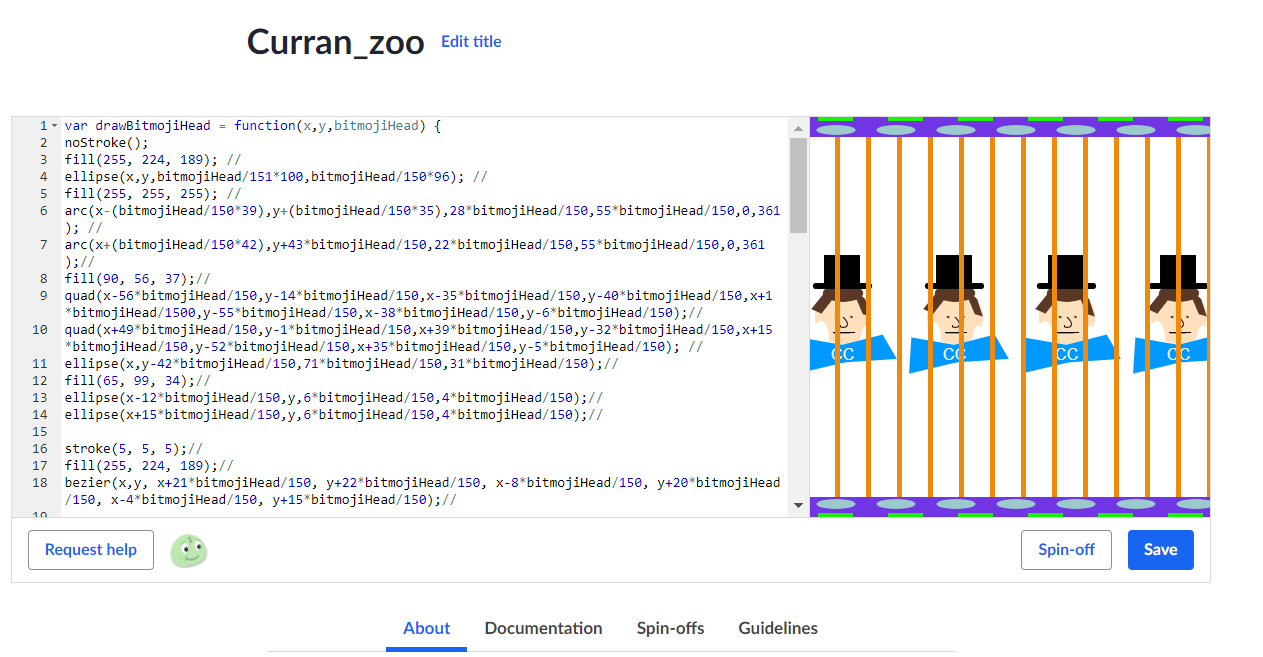 Curran_zoo Edit title
1 var drawBitmojiHead = function(x,y,bitmojiHead) {
2 noStroke();
3 fill(255, 224, 189); //
4 ellipse(x,y,bitmojiHead/151*100,bitmojiHead/150*96); //
5 fill(255, 255, 255); //
6 arc(x-(bitmojiHead/150*39),y+(bitmojiHead/150*35),28*bitmojiHead/150,55*bitmojiHead/150,0,361
); //
7 arc(x+(bitmojiHead/150*42),y+43*bitmojiHead/150,22*bitmojiHead/150,55*bitmojiHead/150,0,361
);//
8 fill(90, 56, 37);//
9 quad(x-56*bitmojiHead/150,y-14*bitmojiHead/150,x-35*bitmojiHead/150,y-40*bitmojiHead/150,x+1
*bitmojiHead/1500,y-55*bitmojiHead/150,x-38*bitmojiHead/150,y-6*bitmojiHead/150);//
10 quad(x+49*bitmojiHead/150,y-1*bitmojiHead/150,x+39*bitmojiHead/150,y-32*bitmojiHead/150,x+15
*bitmojiHead/150,y-52*bitmojiHead/150,x+35*bitmojiHead/150,y-5*bitmojiHead/150); //
11 ellipse(x,y-42*bitmojiHead/150,71*bitmojiHead/150,31*bitmojiHead/150);//
12 fill(65, 99, 34);//
13 ellipse(x-12*bitmojiHead/150,y,6*bitmojiHead/150,4*bitmojiHead/150);//
14 ellipse(x+15*bitmojiHead/150,y,6*bitmojiHead/150,4*bitmojiHead/150);//
15
16 stroke(5, 5, 5);//
17 fill(255, 224, 189);//
18 bezier(x,y, x+21*bitmojiHead/150, y+22*bitmojiHead/150, x-8*bitmojiHead/150, y+20*bitmojiHead
/150, x-4*bitmojiHead/150, y+15*bitmojiHead/150);//
19
CC CC CC CC
Request help Spin-off Save
About Documentation Spin-offs Guidelines